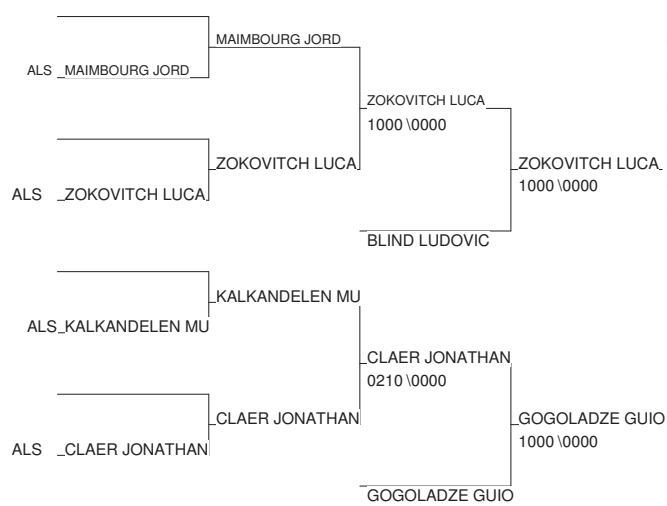 MAIMBOURG JORD
ALS MAIMBOURG JORD
ZOKOVITCH LUCA
1000 \0000
ZOKOVITCH LUCA
ZOKOVITCH LUCA
1000 \0000
ALS ZOKOVITCH LUCA
BLIND LUDOVIC
KALKANDELEN MU
ALS KALKANDELEN MU
CLAER JONATHAN
0210 \0000
CLAER JONATHAN
GOGOLADZE GUIO
1000 \0000
ALS CLAER JONATHAN
GOGOLADZE GUIO